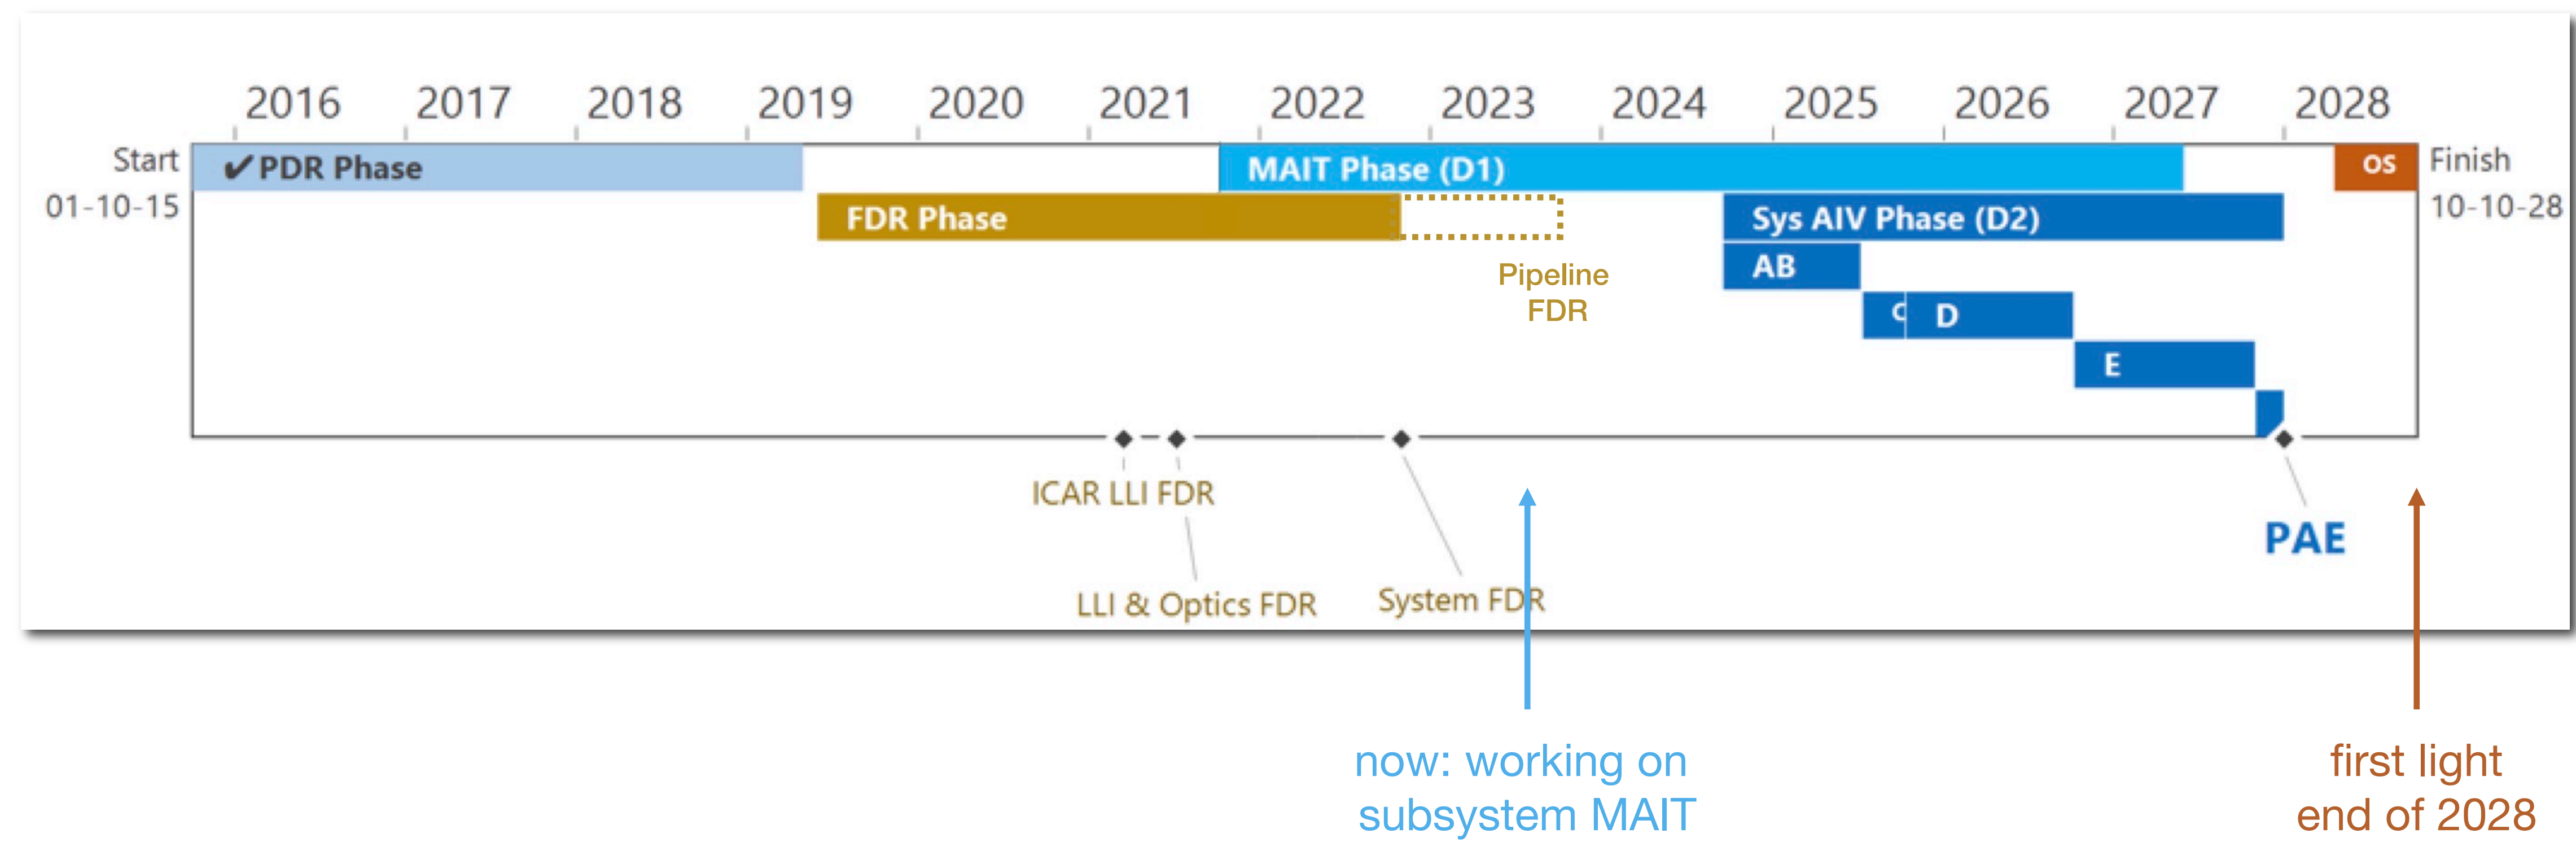 2016 2017 2018 2019 2020 2021 2022 2023 2024 2025 2026 2027 2028
Start
01-10-15
✔PDR Phase
MAIT Phase (D1)
OS
Finish
10-10-28
FDR Phase
Sys AIV Phase (D2)
Pipeline
FDR
AB
C
D
E
ICAR LLI FDR
LLI & Optics FDR
System FDR
PAE
now: working on
subsystem MAIT
first light
end of 2028